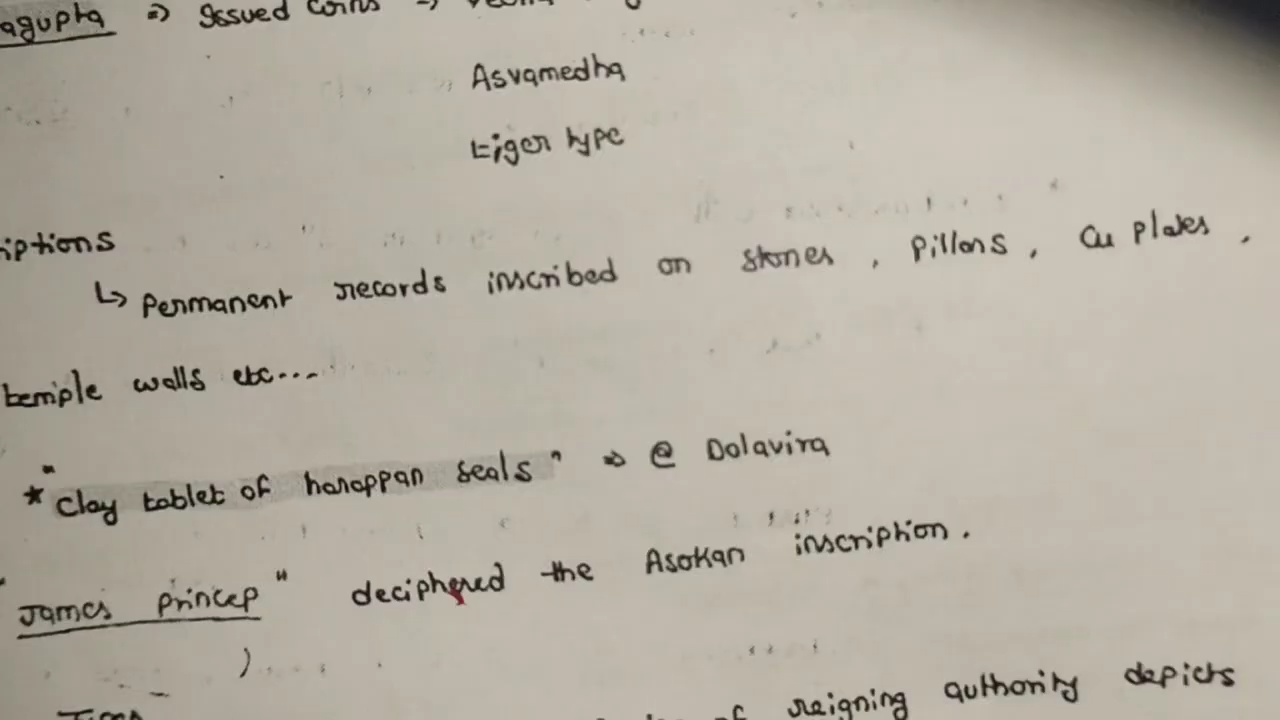 agupta => Issued coins =>
Asvamedha
tiger type
iptions
↳ Permanent records inscribed on stones, Pillars, Cu plates,
temple walls etc...
* "Clay tablet of harappan seals" => @ Dolavira
"James Princep" deciphered the Asokan inscription.
of reigning authority depicts